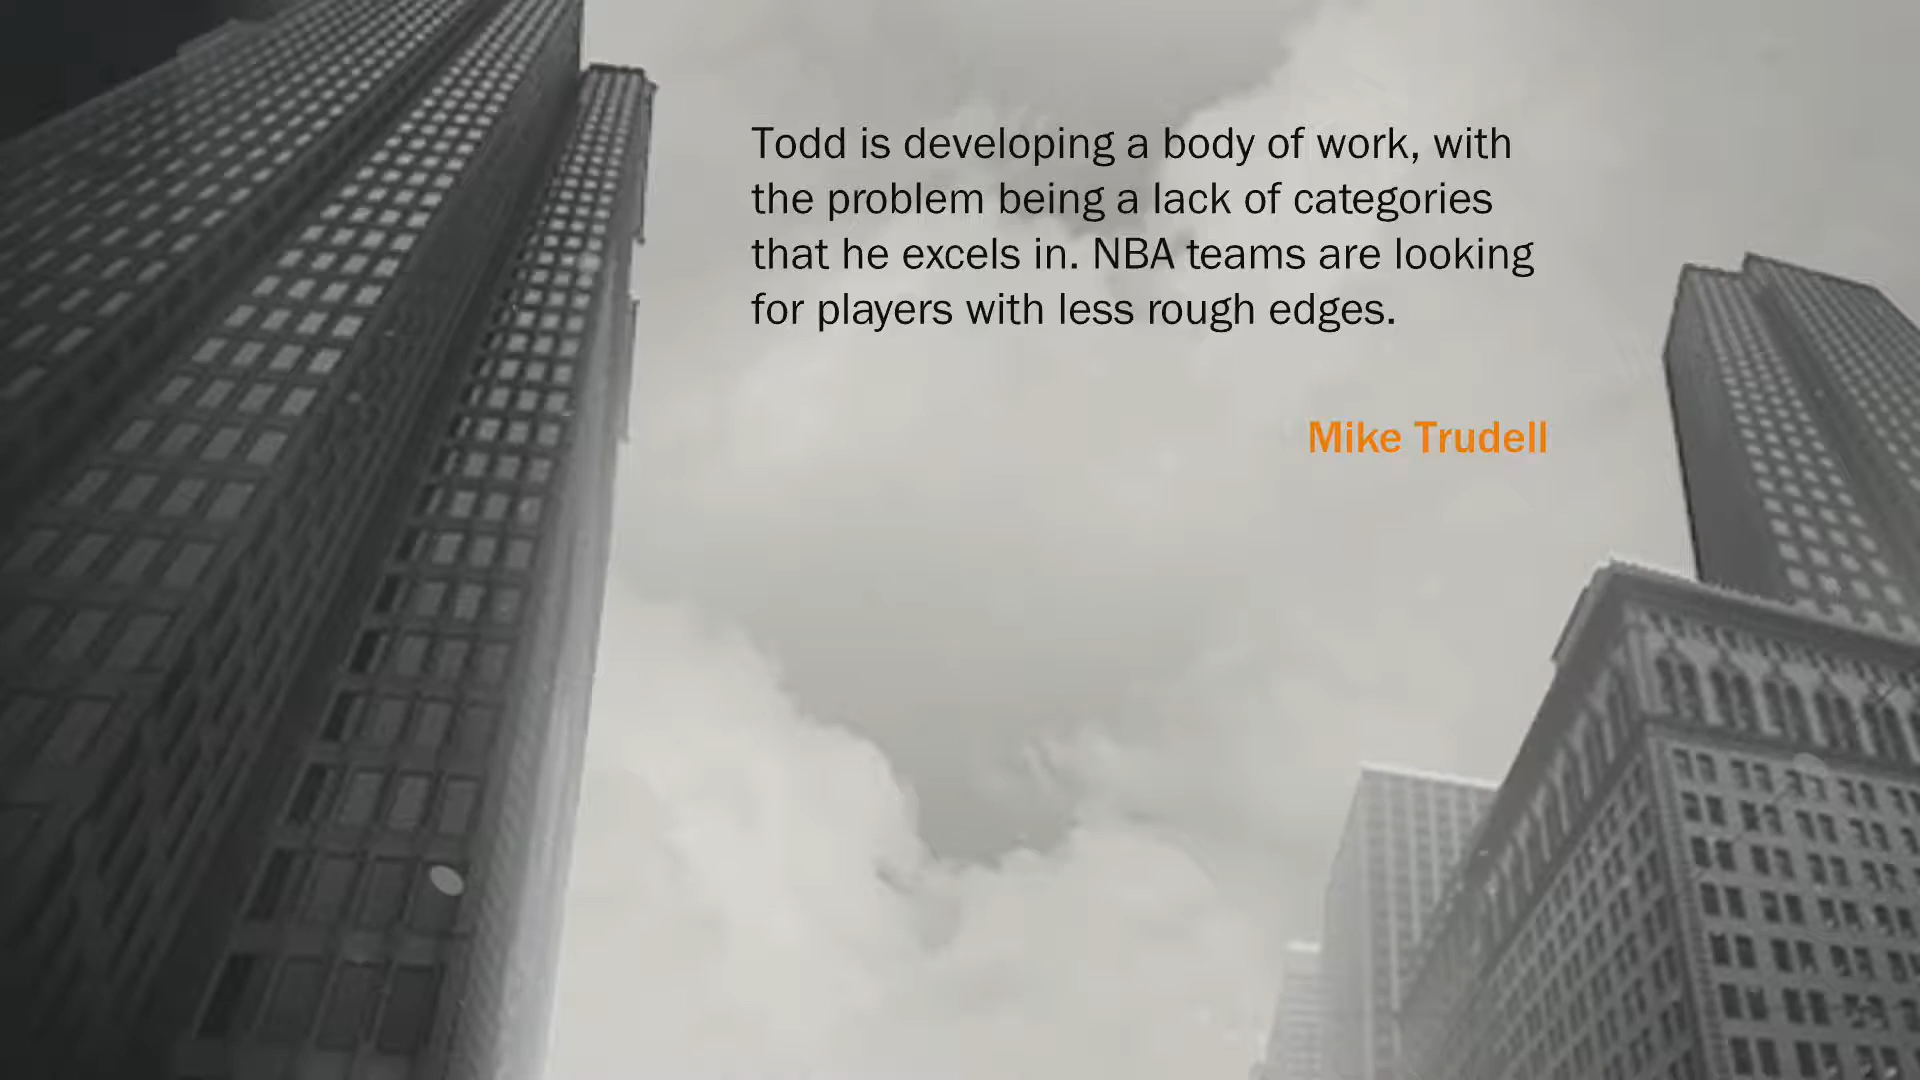 Todd is developing a body of work, with
the problem being a lack of categories
that he excels in. NBA teams are looking
for players with less rough edges.
Mike Trudell